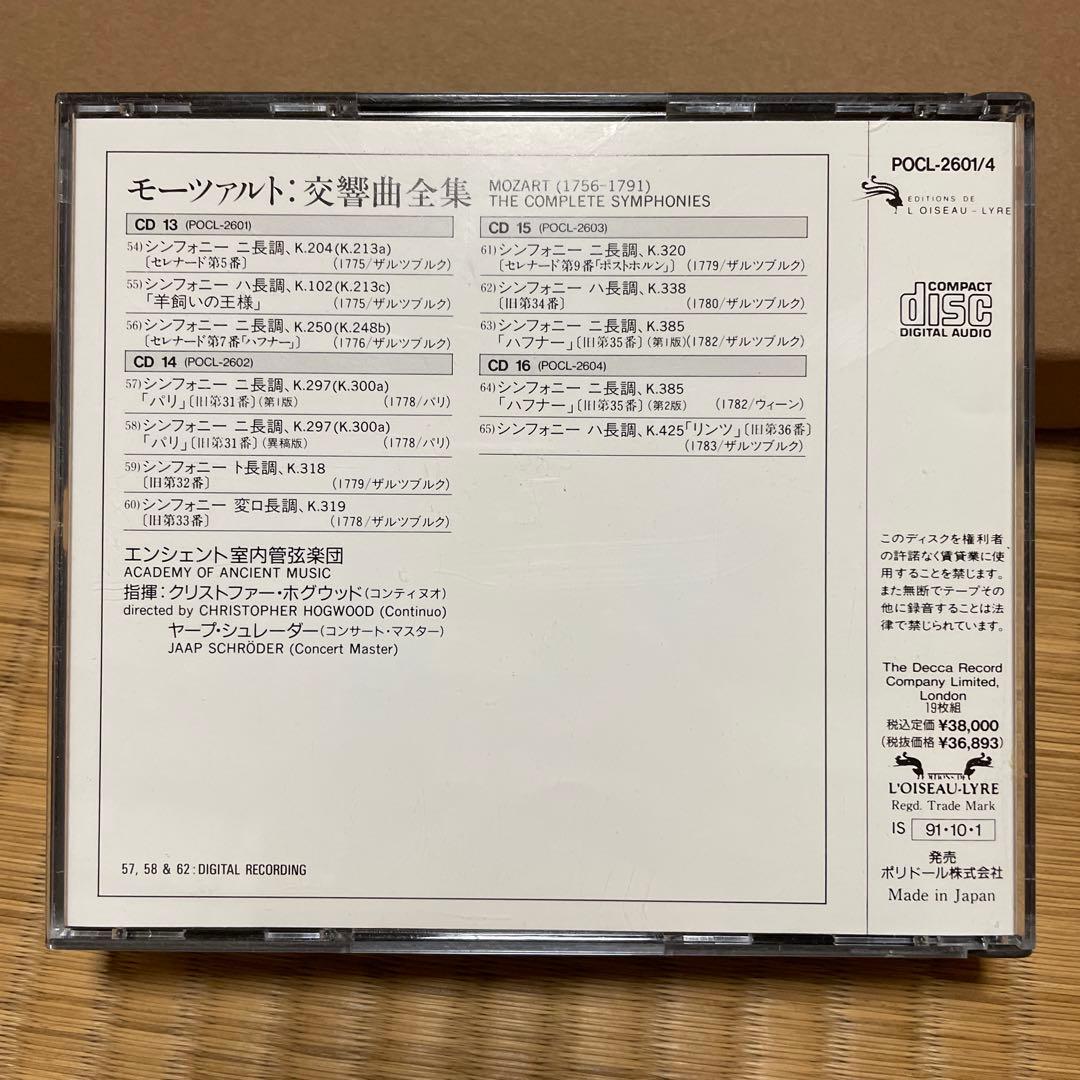 モーツァルト：交響曲全集
MOZART (1756-1791)
THE COMPLETE SYMPHONIES
CD 13 (POCL-2601)
54)シンフォニー ニ長調、K.204(K.213a)
〔セレナード第5番〕 (1775/ザルツブルク)
55)シンフォニー ハ長調、K.102(K.213c)
「羊飼いの王様」 (1775/ザルツブルク)
56)シンフォニー ニ長調、K.250(K.248b)
〔セレナード第7番「ハフナー」〕 (1776/ザルツブルク)
CD 14 (POCL-2602)
57)シンフォニー ニ長調、K.297(K.300a)
「パリ」〔旧第31番〕(第1版) (1778/パリ)
58)シンフォニー ニ長調、K.297(K.300a)
「パリ」〔旧第31番〕(異稿版) (1778/パリ)
59)シンフォニー ト長調、K.318
〔旧第32番〕 (1779/ザルツブルク)
60)シンフォニー 変ロ長調、K.319
〔旧第33番〕 (1778/ザルツブルク)
CD 15 (POCL-2603)
61)シンフォニー ニ長調、K.320
〔セレナード第9番「ポストホルン」〕 (1779/ザルツブルク)
62)シンフォニー ハ長調、K.338
〔旧第34番〕 (1780/ザルツブルク)
63)シンフォニー ニ長調、K.385
「ハフナー」〔旧第35番〕(第1版)(1782/ザルツブルク)
CD 16 (POCL-2604)
64)シンフォニー ニ長調、K.385
「ハフナー」〔旧第35番〕(第2版) (1782/ウィーン)
65)シンフォニー ハ長調、K.425「リンツ」〔旧第36番〕
(1783/ザルツブルク)
エンシェント室内管弦楽団
ACADEMY OF ANCIENT MUSIC
指揮：クリストファー・ホグウッド(コンティヌオ)
directed by CHRISTOPHER HOGWOOD (Continuo)
ヤープ・シュレーダー(コンサート・マスター)
JAAP SCHRÖDER (Concert Master)
57, 58 & 62 : DIGITAL RECORDING
POCL-2601/4
EDITIONS DE
L'OISEAU-LYRE
COMPACT
disc
DIGITAL AUDIO
このディスクを権利者
の許諾なく賃貸業に使
用することを禁じます。
また無断でテープその
他に録音することは法
律で禁じられています。
The Decca Record
Company Limited,
London
19枚組
税込定価 ¥38,000
(税抜価格 ¥36,893)
EDITIONS DE
L'OISEAU-LYRE
Regd. Trade Mark
IS 91・10・1
発売
ポリドール株式会社
Made in Japan